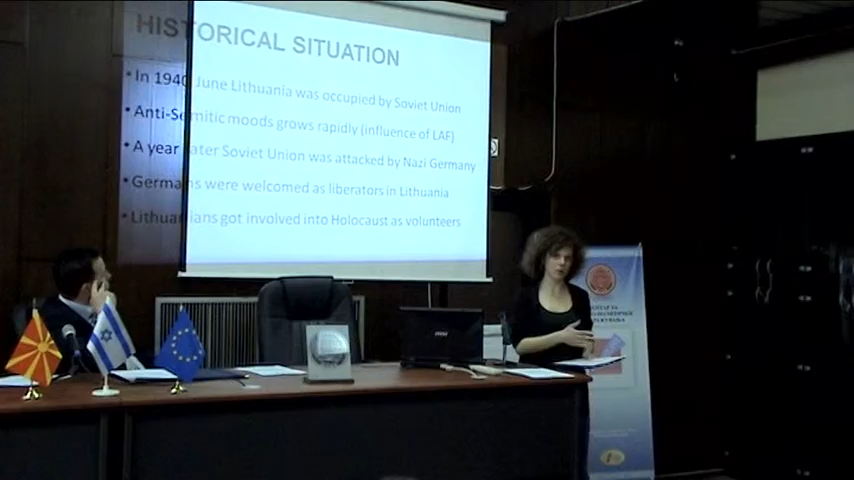 HISTORICAL SITUATION
• In 1940 June Lithuania was occupied by Soviet Union
• Anti-Semitic moods grows rapidly (influence of LAF)
• A year later Soviet Union was attacked by Nazi Germany
• Germans were welcomed as liberators in Lithuania
• Lithuanians got involved into Holocaust as volunteers